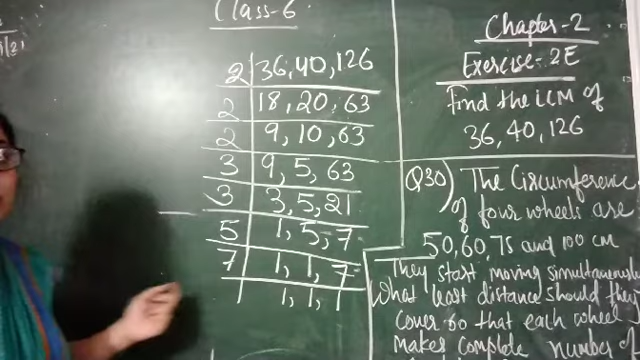 Class-6
2 | 36, 40, 126
2 | 18, 20, 63
2 | 9, 10, 63
3 | 9, 5, 63
3 | 3, 5, 21
5 | 1, 5, 7
7 | 1, 1, 7
1, 1, 1
Chapter-2
Exercise-2E
Find the LCM of
36, 40, 126
Q30) The Circumference
of four wheels are
50, 60, 75 and 100 cm
They start moving simultaneously
What least distance should they
cover so that each wheel
makes complete number of